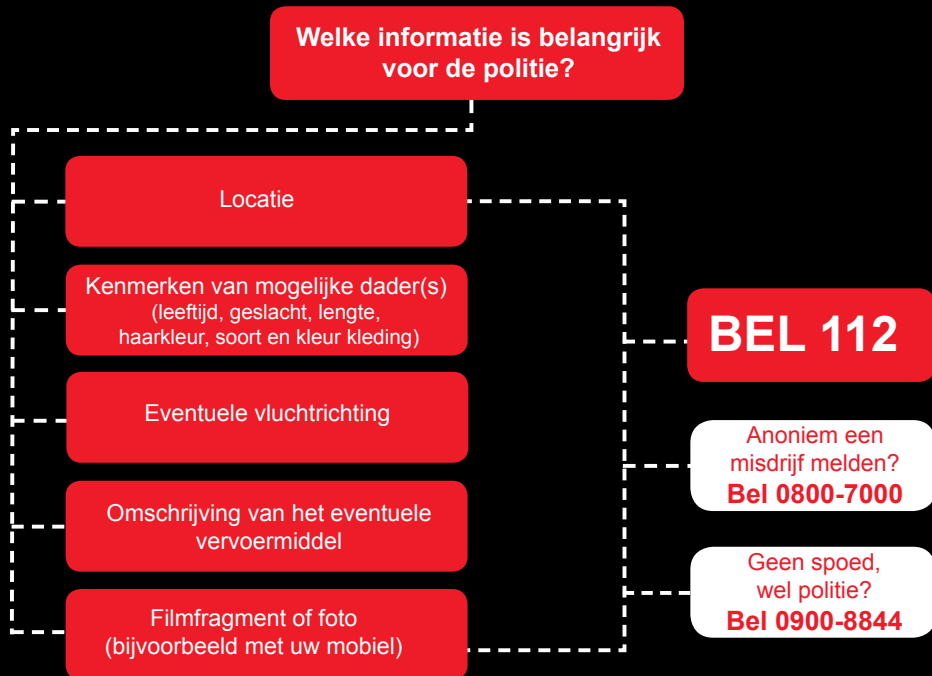 Welke informatie is belangrijk
voor de politie?
Locatie
Kenmerken van mogelijke dader(s)
(leeftijd, geslacht, lengte,
haarkleur, soort en kleur kleding)
Eventuele vluchtrichting
Omschrijving van het eventuele
vervoermiddel
Filmfragment of foto
(bijvoorbeeld met uw mobiel)
BEL 112
Anoniem een
misdrijf melden?
Bel 0800-7000
Geen spoed,
wel politie?
Bel 0900-8844